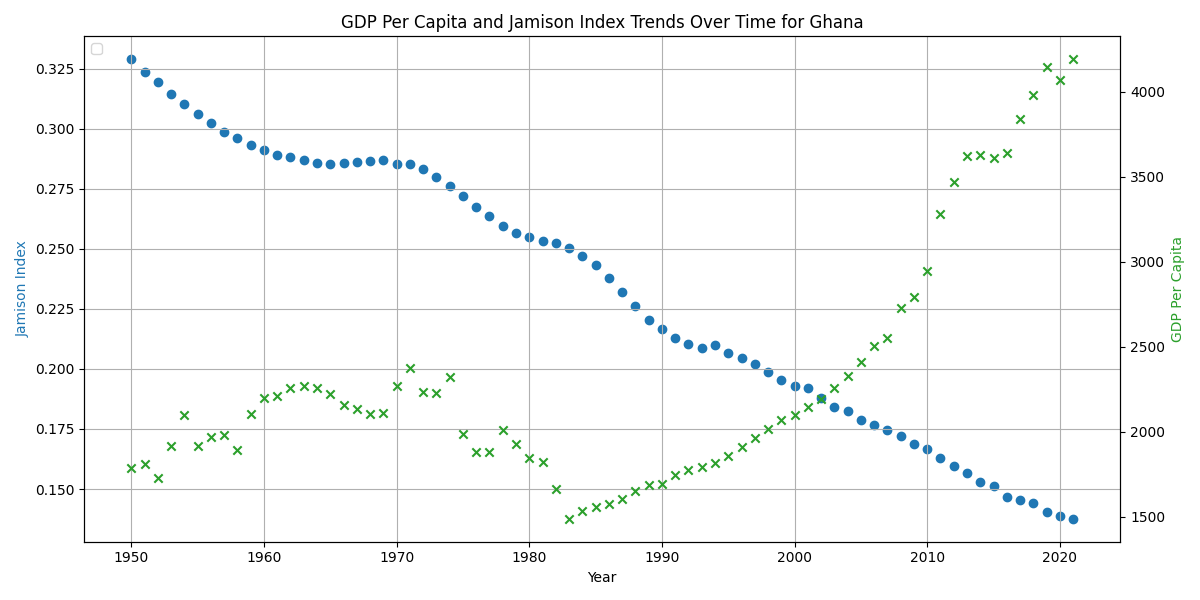 GDP Per Capita and Jamison Index Trends Over Time for Ghana
Jamison Index
0.325
0.300
0.275
0.250
0.225
0.200
0.175
0.150
4000
3500
3000
2500
2000
1500
GDP Per Capita
1950 1960 1970 1980 1990 2000 2010 2020
Year